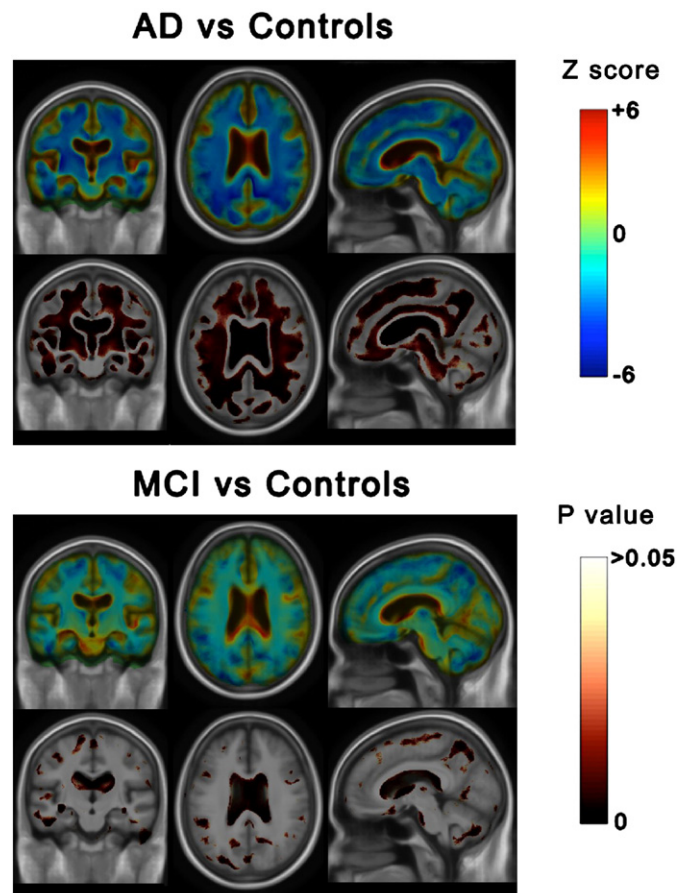 AD vs Controls
Z score
+6
0
-6
MCI vs Controls
P value
>0.05
0